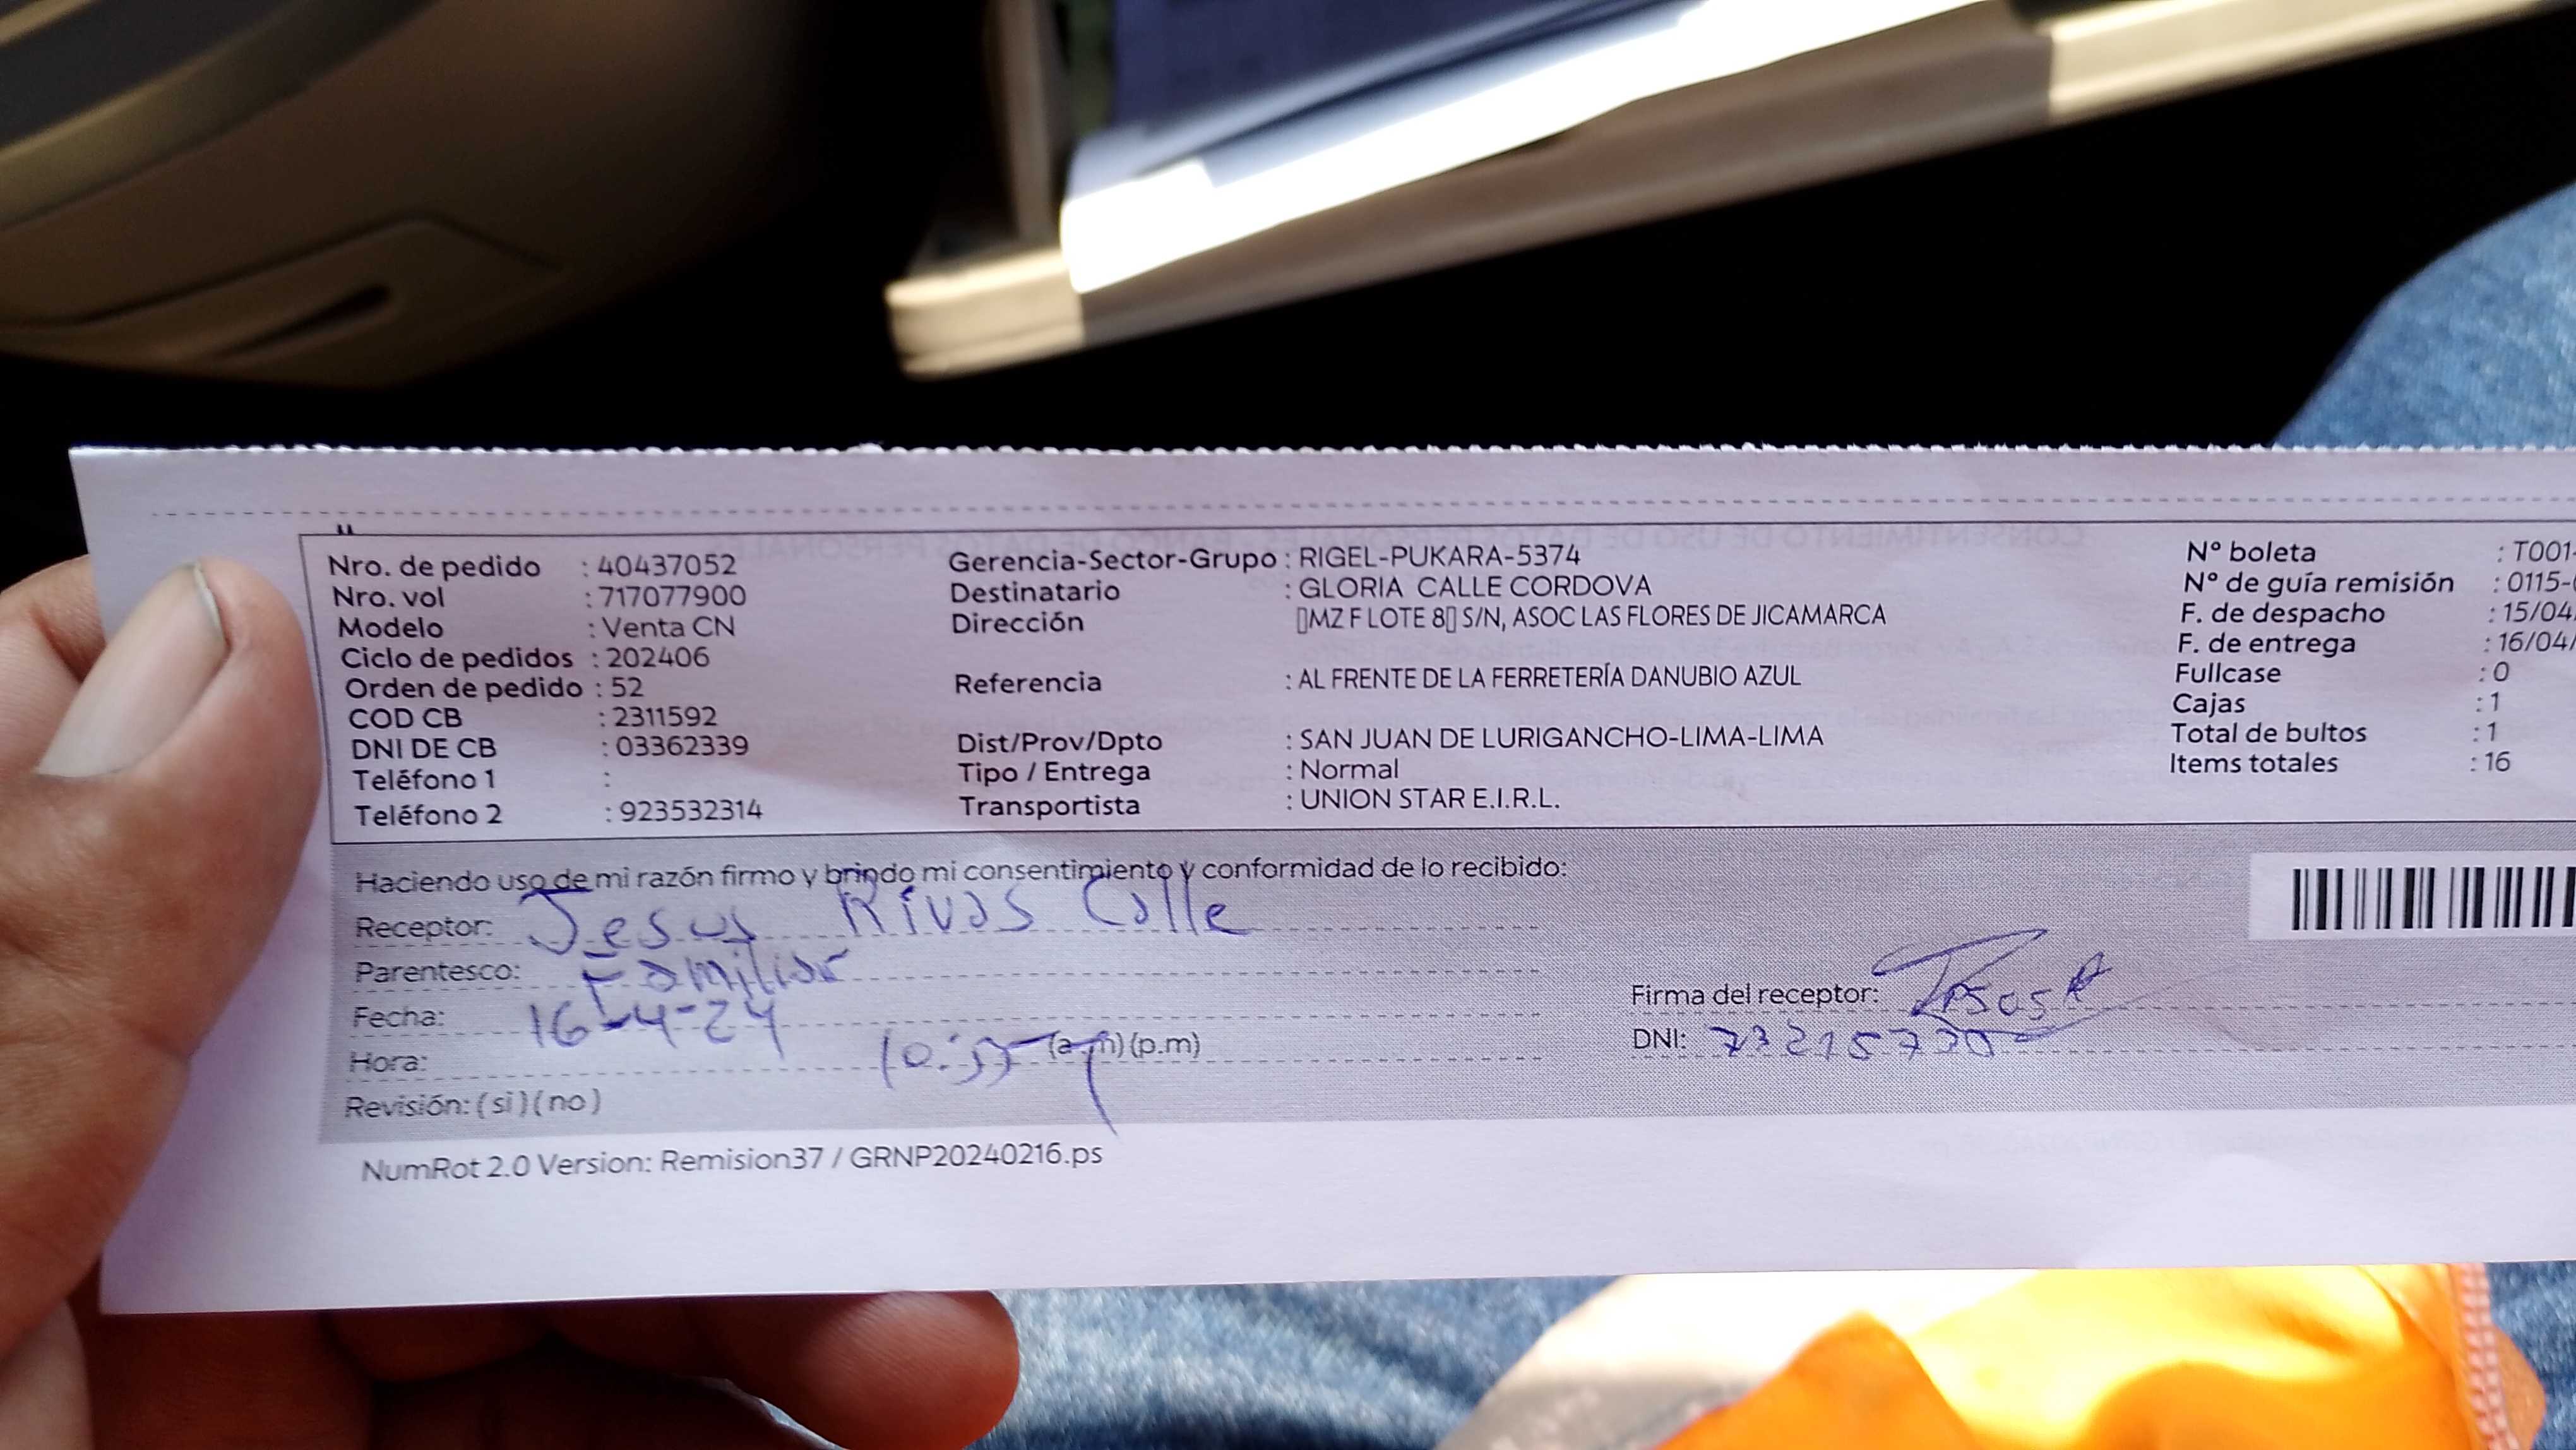 Nro. de pedido : 40437052
Nro. vol : 717077900
Modelo : Venta CN
Ciclo de pedidos : 202406
Orden de pedido : 52
COD CB : 2311592
DNI DE CB : 03362339
Teléfono 1 :
Teléfono 2 : 923532314
Gerencia-Sector-Grupo : RIGEL-PUKARA-5374
Destinatario : GLORIA CALLE CORDOVA
Dirección MZ F LOTE 8 S/N, ASOC LAS FLORES DE JICAMARCA
Referencia : AL FRENTE DE LA FERRETERÍA DANUBIO AZUL
Dist/Prov/Dpto : SAN JUAN DE LURIGANCHO-LIMA-LIMA
Tipo / Entrega : Normal
Transportista : UNION STAR E.I.R.L.
N° boleta : T001-
N° de guía remisión : 0115-
F. de despacho : 15/04/
F. de entrega : 16/04/
Fullcase : 0
Cajas : 1
Total de bultos : 1
Items totales : 16
Haciendo uso de mi razón firmo y brindo mi consentimiento y conformidad de lo recibido:
Receptor: Jesus Rivas Calle
Parentesco: Familiar
Fecha: 16-4-24
Hora: (a.m) (p.m)
Revisión: (si) (no)
Firma del receptor:
DNI:
NumRot 2.0 Version: Remision37 / GRNP20240216.ps